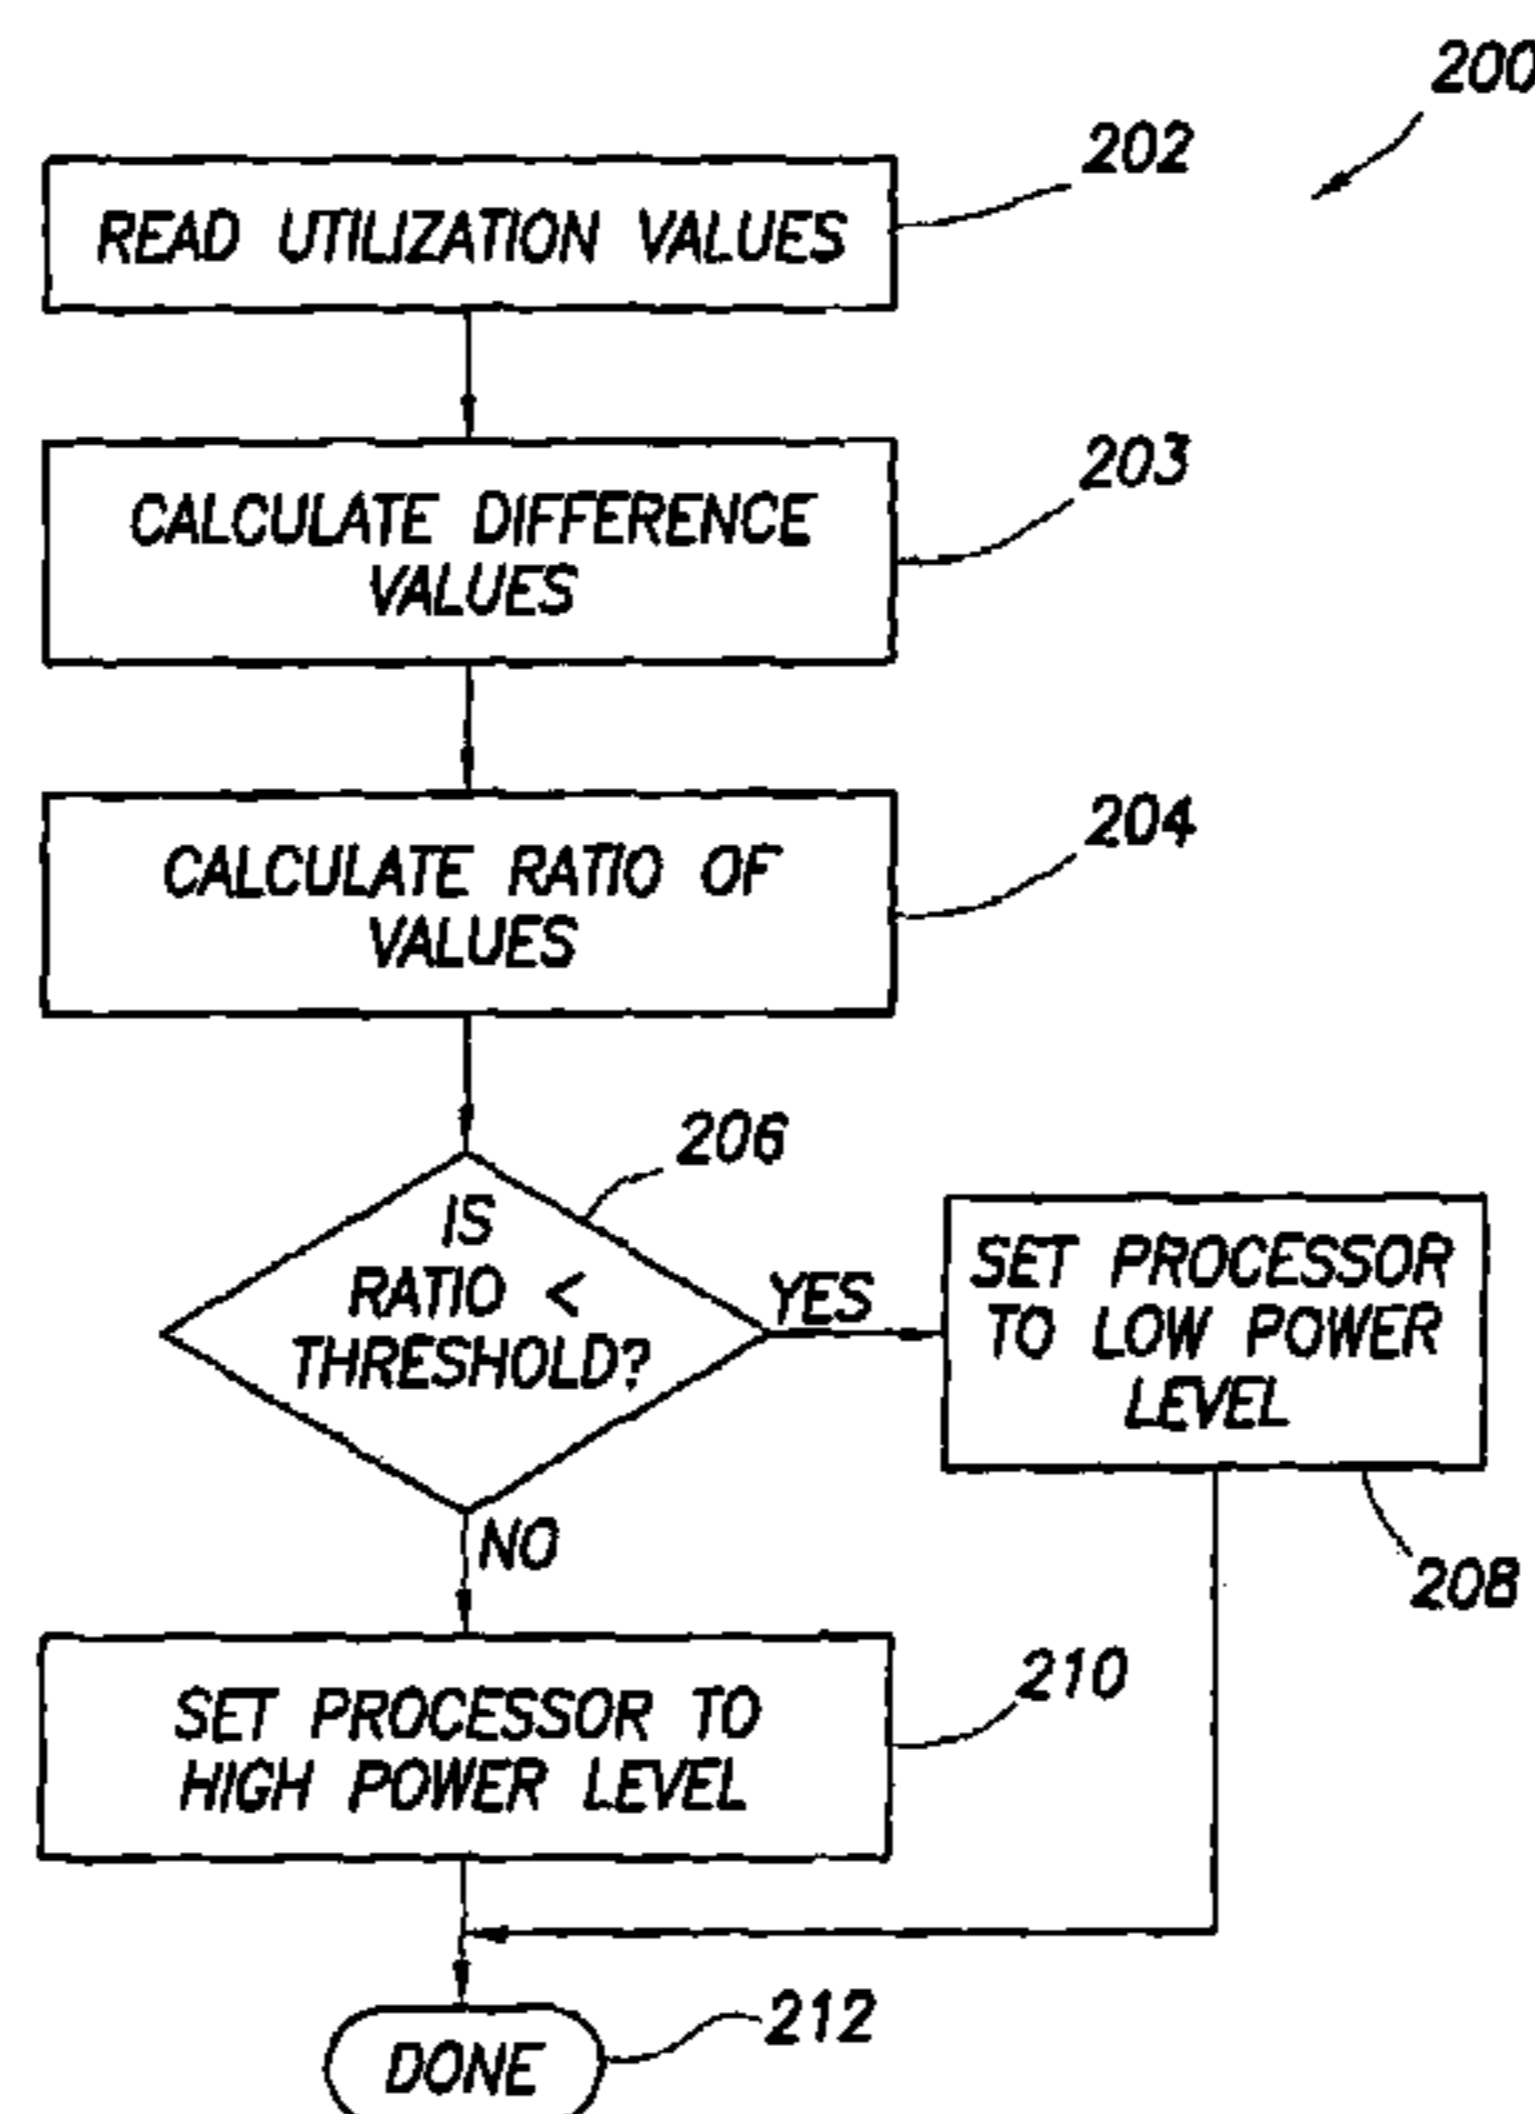 200
202
READ UTILIZATION VALUES
203
CALCULATE DIFFERENCE
VALUES
204
CALCULATE RATIO OF
VALUES
206
IS
RATIO <
THRESHOLD?
YES
SET PROCESSOR
TO LOW POWER
LEVEL
208
NO
210
SET PROCESSOR TO
HIGH POWER LEVEL
212
DONE